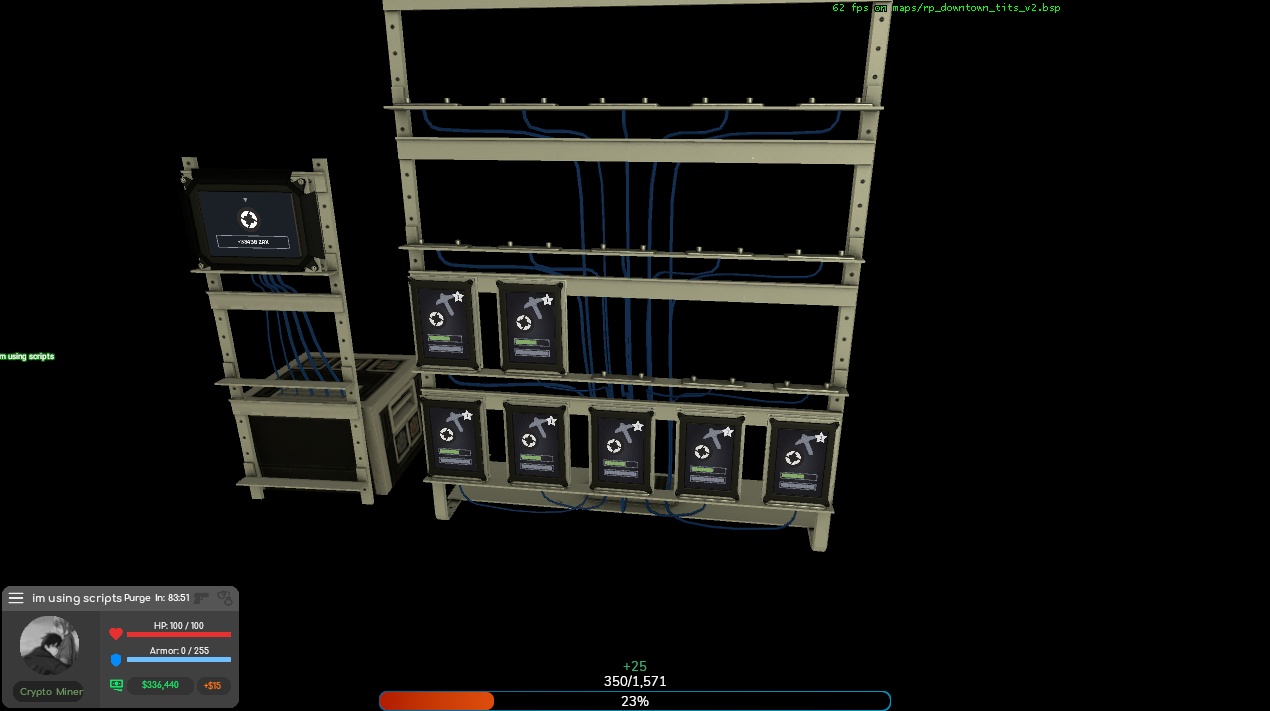 62 fps on maps/rp_downtown_tits_v2.bsp
m using scripts
im using scripts Purge In: 83:51
HP: 100 / 100
Armor: 0 / 255
Crypto Miner
$336,440
+$15
+25
350/1,571
23%